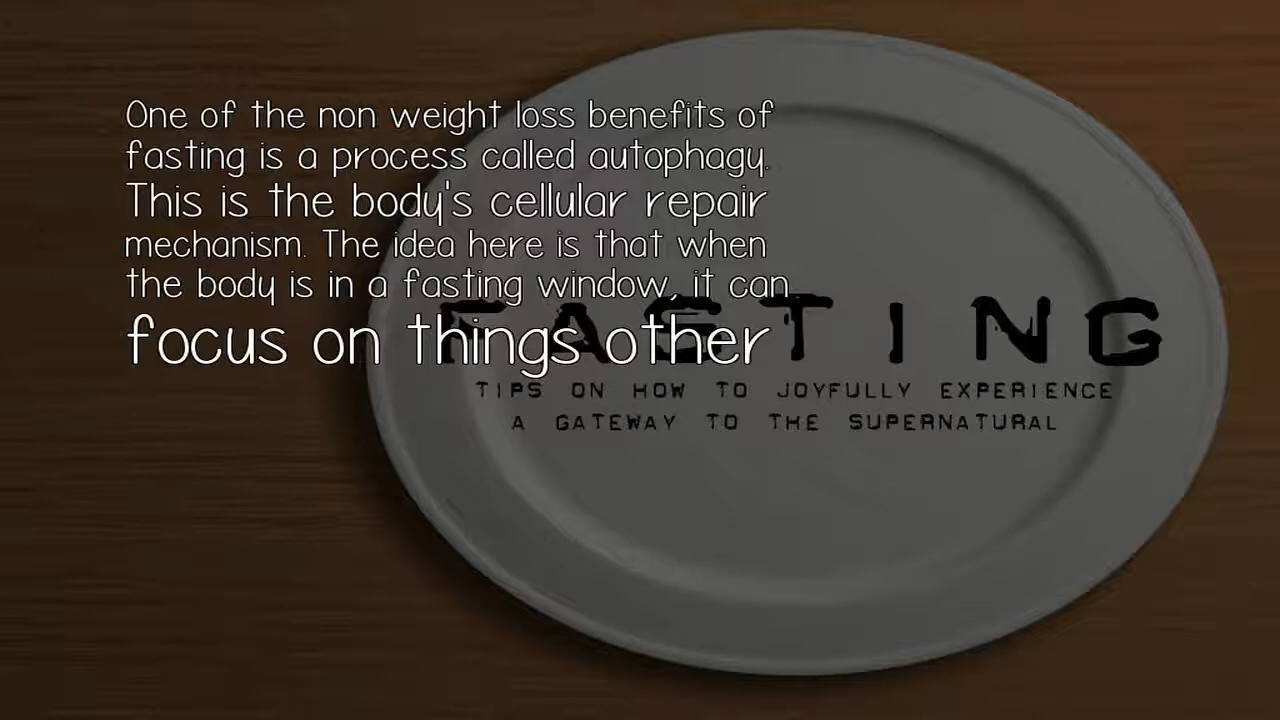 One of the non weight loss benefits of
fasting is a process called autophagy.
This is the body's cellular repair
mechanism. The idea here is that when
the body is in a fasting window, it can
focus on things other
FASTING
TIPS ON HOW TO JOYFULLY EXPERIENCE
A GATEWAY TO THE SUPERNATURAL